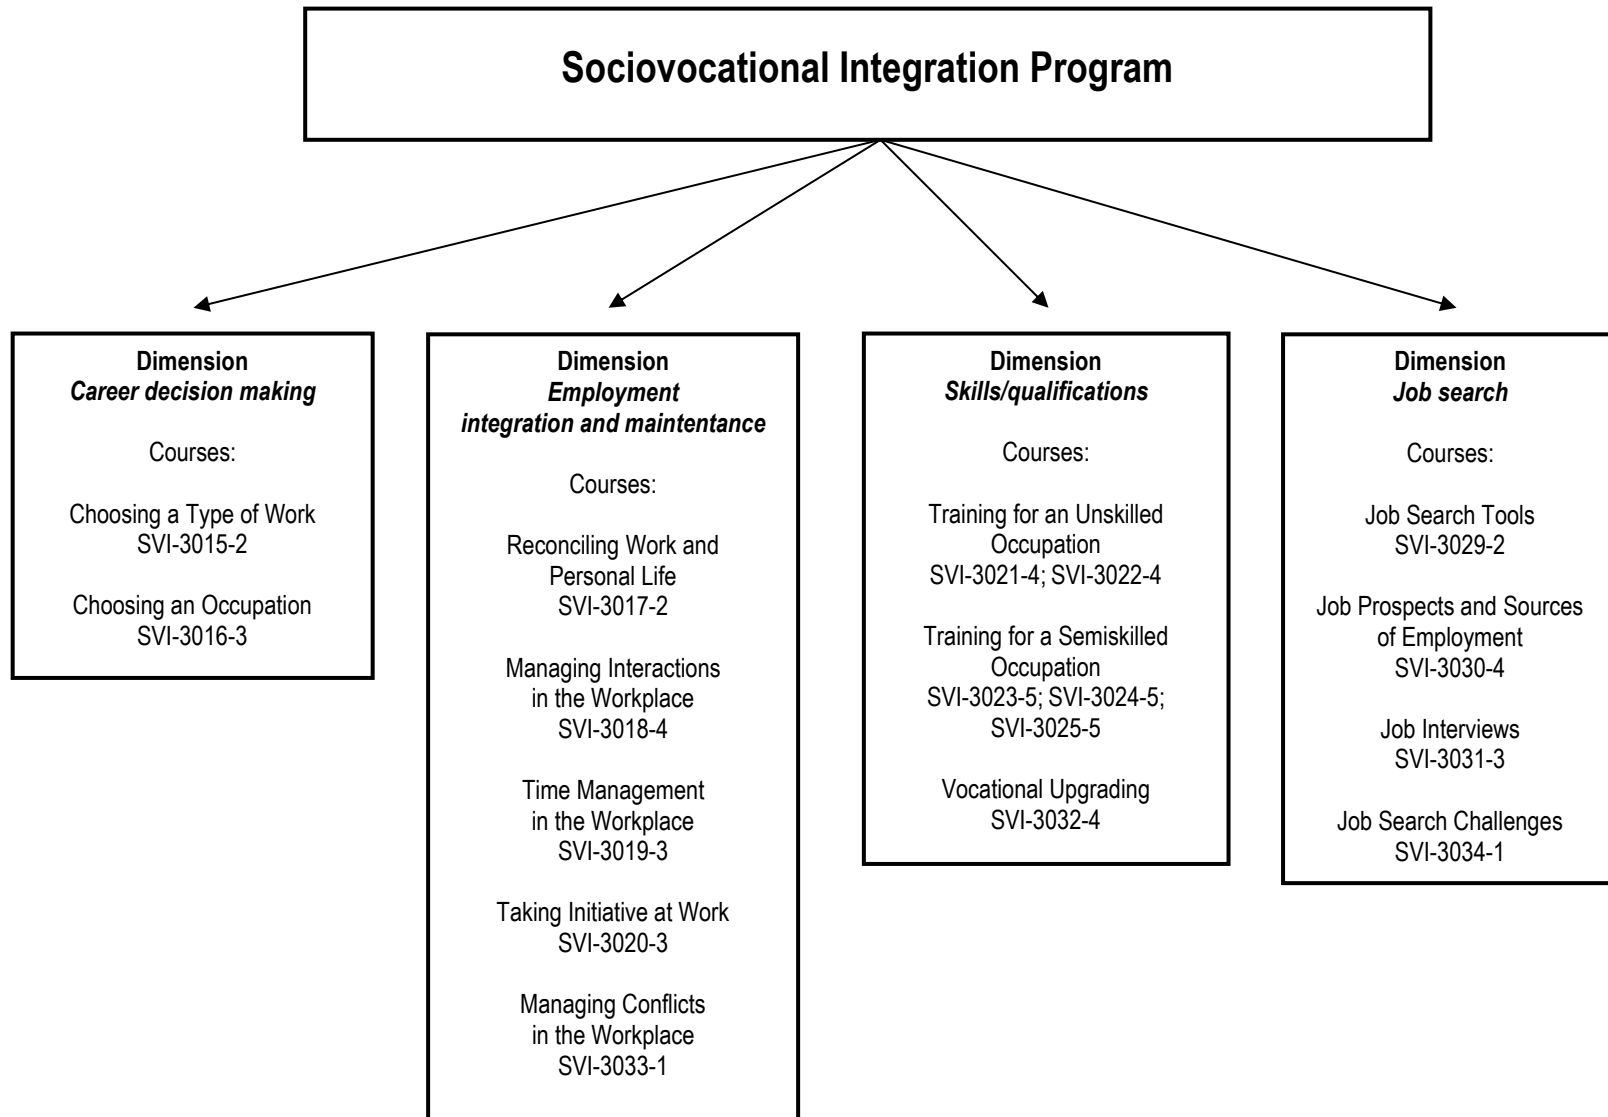 Sociovocational Integration Program
Dimension
Career decision making
Courses:
Choosing a Type of Work
SVI-3015-2
Choosing an Occupation
SVI-3016-3
Dimension
Employment
integration and maintentance
Courses:
Reconciling Work and
Personal Life
SVI-3017-2
Managing Interactions
in the Workplace
SVI-3018-4
Time Management
in the Workplace
SVI-3019-3
Taking Initiative at Work
SVI-3020-3
Managing Conflicts
in the Workplace
SVI-3033-1
Dimension
Skills/qualifications
Courses:
Training for an Unskilled
Occupation
SVI-3021-4; SVI-3022-4
Training for a Semiskilled
Occupation
SVI-3023-5; SVI-3024-5;
SVI-3025-5
Vocational Upgrading
SVI-3032-4
Dimension
Job search
Courses:
Job Search Tools
SVI-3029-2
Job Prospects and Sources
of Employment
SVI-3030-4
Job Interviews
SVI-3031-3
Job Search Challenges
SVI-3034-1